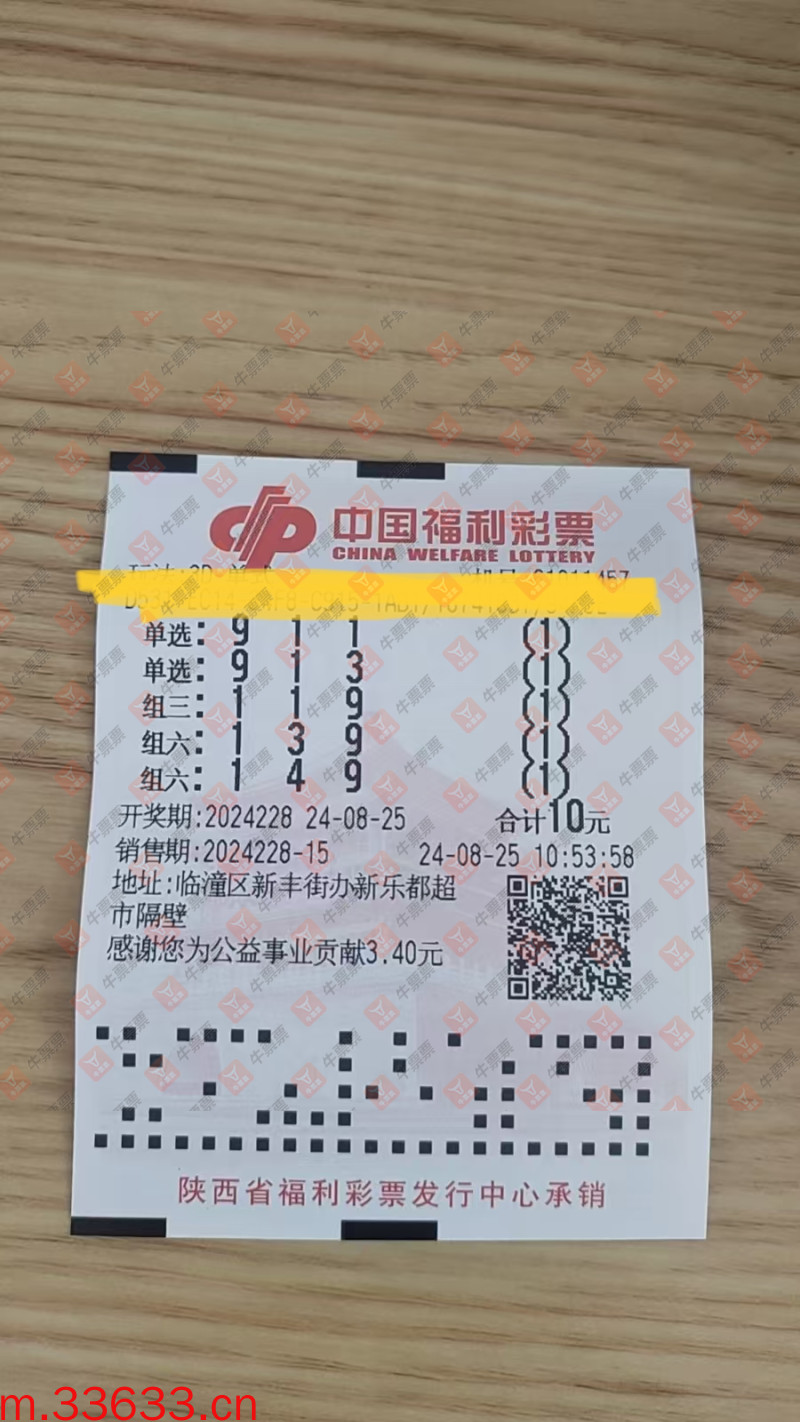 中国福利彩票
CHINA WELFARE LOTTERY
单选: 9 1 1 (1)
单选: 9 1 3 (1)
组三: 1 1 9 (1)
组六: 1 3 9 (1)
组六: 1 4 9 (1)
开奖期:2024228 24-08-25 合计10元
销售期:2024228-15 24-08-25 10:53:58
地址:临潼区新丰街办新乐都超
市隔壁
感谢您为公益事业贡献3.40元
陕西省福利彩票发行中心承销
牛票票
m.33633.cn